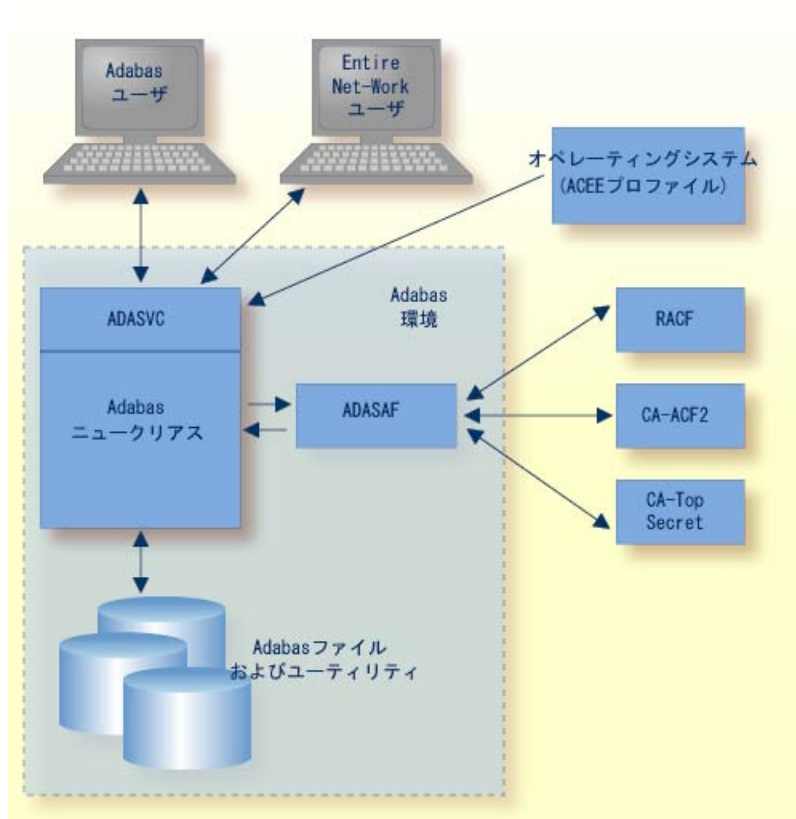 Adabas
ユーザ
Entire
Net-Work
ユーザ
オペレーティングシステム
(ACEEプロファイル)
ADASVC
Adabas
環境
RACF
Adabas
ニュークリアス
ADASAF
CA-ACF2
CA-Top
Secret
Adabasファイル
およびユーティリティ